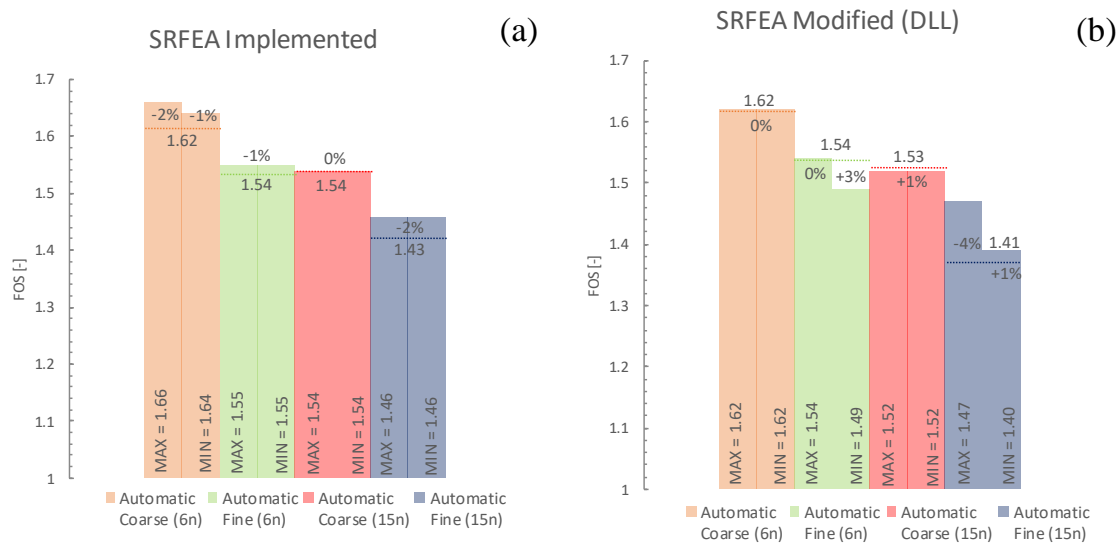 SRFEA Implemented
(a)
1.7
1.6
1.5
1.4
1.3
1.2
1.1
1
FOS [-]
-2%
-1%
1.62
-1%
1.54
0%
1.54
-2%
1.43
MAX = 1.66
MIN = 1.64
MAX = 1.55
MIN = 1.55
MAX = 1.54
MIN = 1.54
MAX = 1.46
MIN = 1.46
Automatic Coarse (6n)
Automatic Fine (6n)
Automatic Coarse (15n)
Automatic Fine (15n)
SRFEA Modified (DLL)
(b)
1.7
1.6
1.5
1.4
1.3
1.2
1.1
1
FOS [-]
1.62
0%
1.54
0%
+3%
1.53
+1%
-4%
1.41
+1%
MAX = 1.62
MIN = 1.62
MAX = 1.54
MIN = 1.49
MAX = 1.52
MIN = 1.52
MAX = 1.47
MIN = 1.40
Automatic Coarse (6n)
Automatic Fine (6n)
Automatic Coarse (15n)
Automatic Fine (15n)